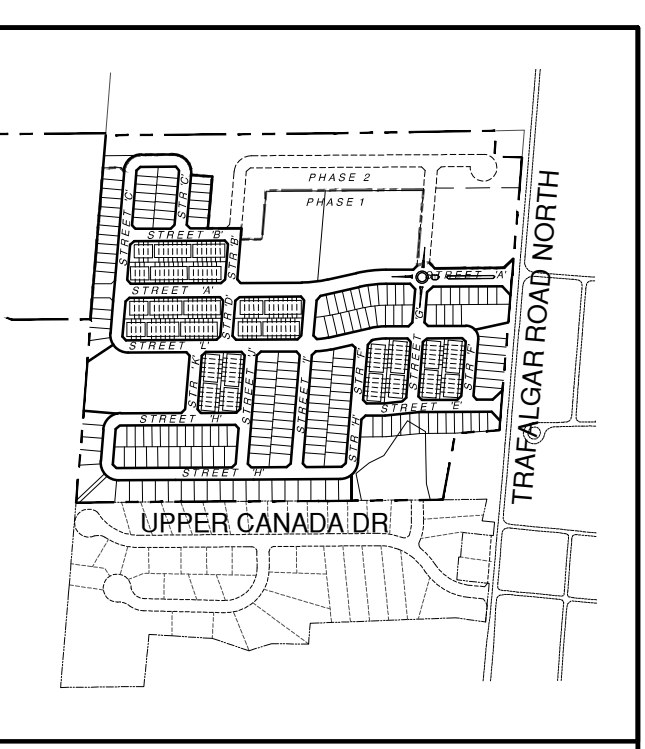 PHASE 2
PHASE 1
STREET 'C'
STR 'C'
STREET 'B'
STR 'B'
STREET 'A'
STREET 'A'
STR 'D'
STREET 'G'
STREET 'L'
STR 'K'
STREET 'J'
STREET 'I'
STR 'F'
STR 'F'
STREET 'E'
STREET 'H'
STR 'H'
STREET 'H'
TRAFALGAR ROAD NORTH
UPPER CANADA DR